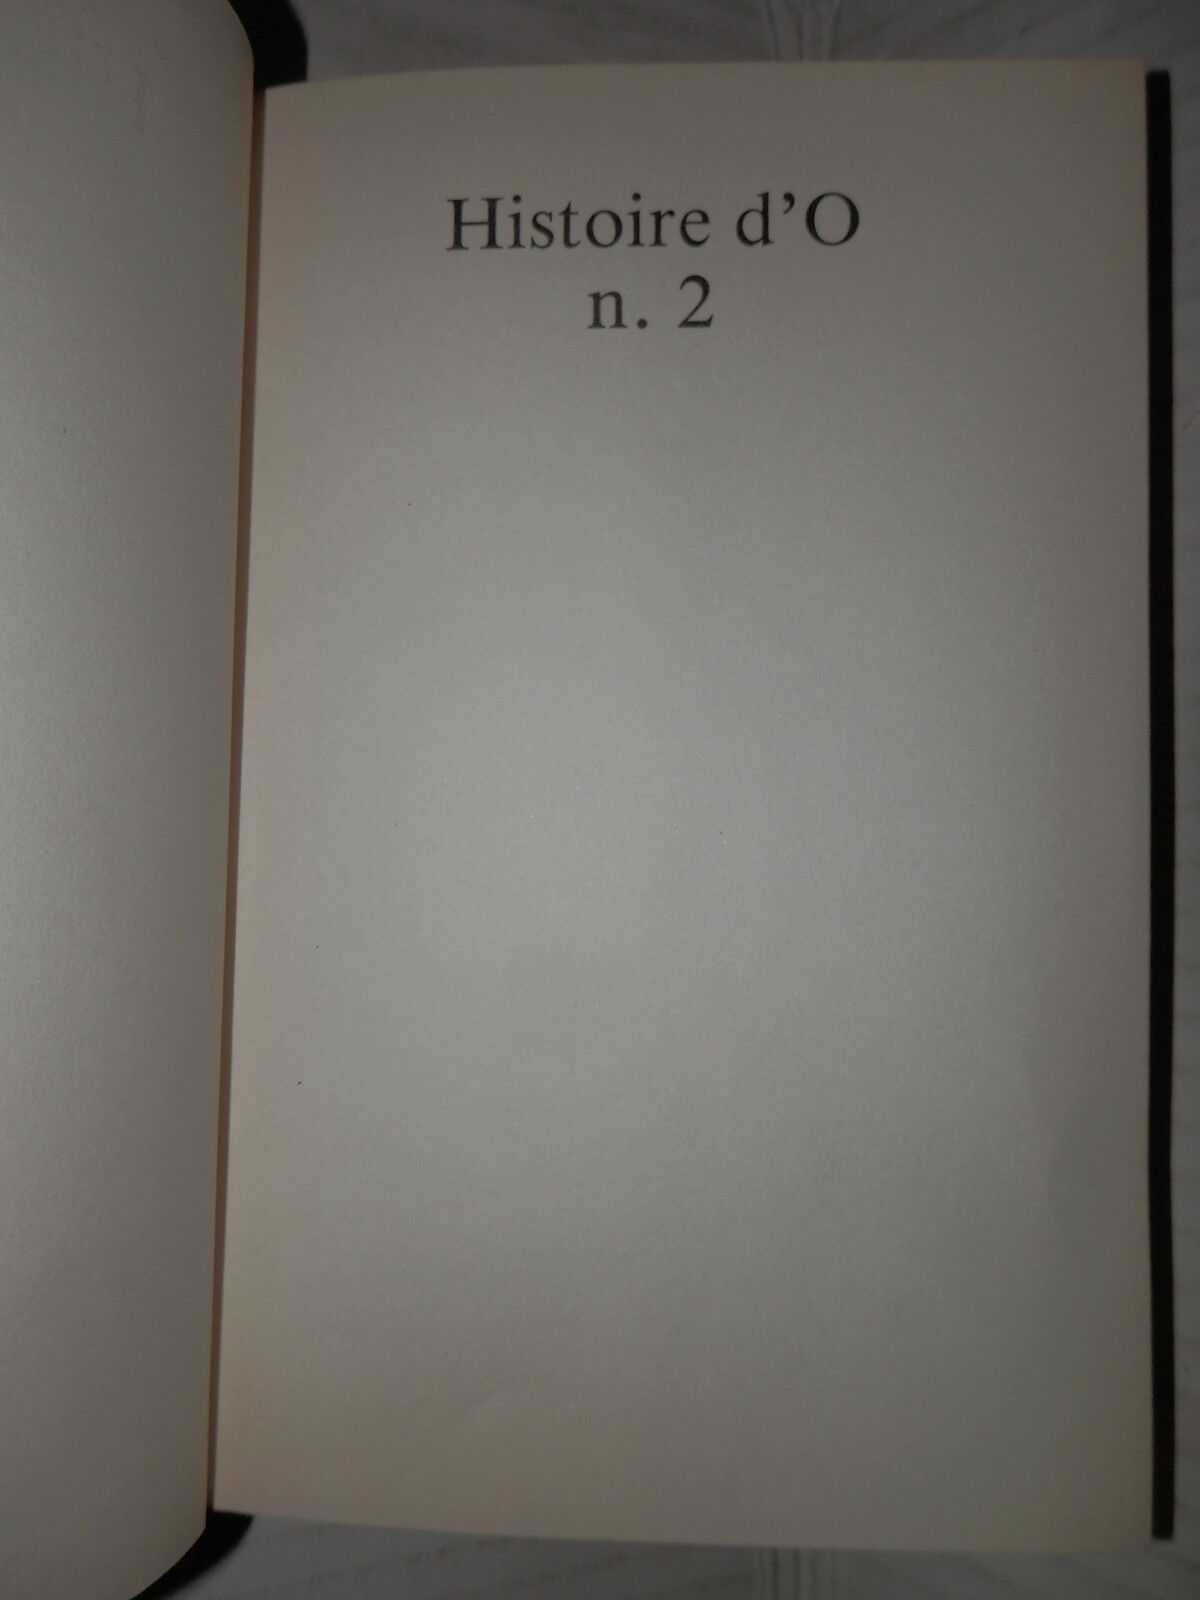 Histoire d’O
n. 2